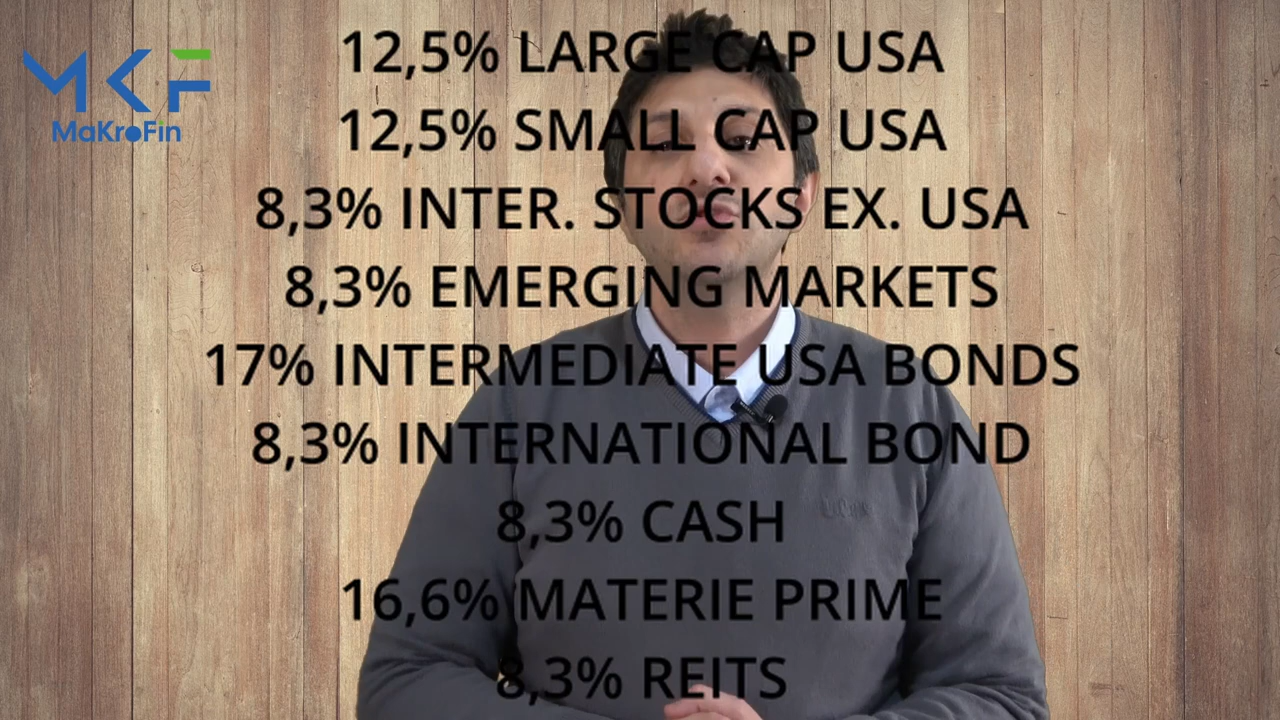 MKF
MaKroFin
12,5% LARGE CAP USA
12,5% SMALL CAP USA
8,3% INTER. STOCKS EX. USA
8,3% EMERGING MARKETS
17% INTERMEDIATE USA BONDS
8,3% INTERNATIONAL BOND
8,3% CASH
16,6% MATERIE PRIME
8,3% REITS